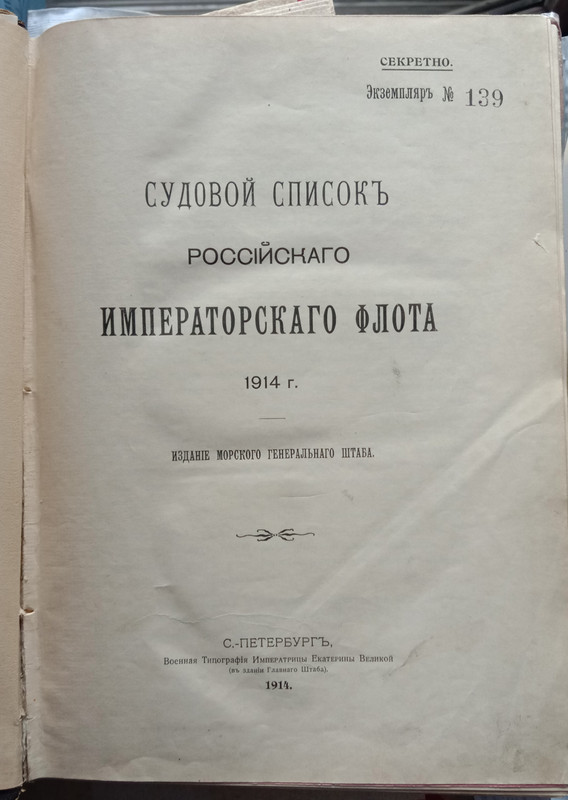 СЕКРЕТНО.
Экземпляръ № 139
СУДОВОЙ СПИСОКЪ
РОССІЙСКАГО
ИМПЕРАТОРСКАГО ФЛОТА
1914 г.
ИЗДАНІЕ МОРСКОГО ГЕНЕРАЛЬНАГО ШТАБА.
С.-ПЕТЕРБУРГЪ,
Военная Типографія Императрицы Екатерины Великой
(въ зданіи Главнаго Штаба).
1914.